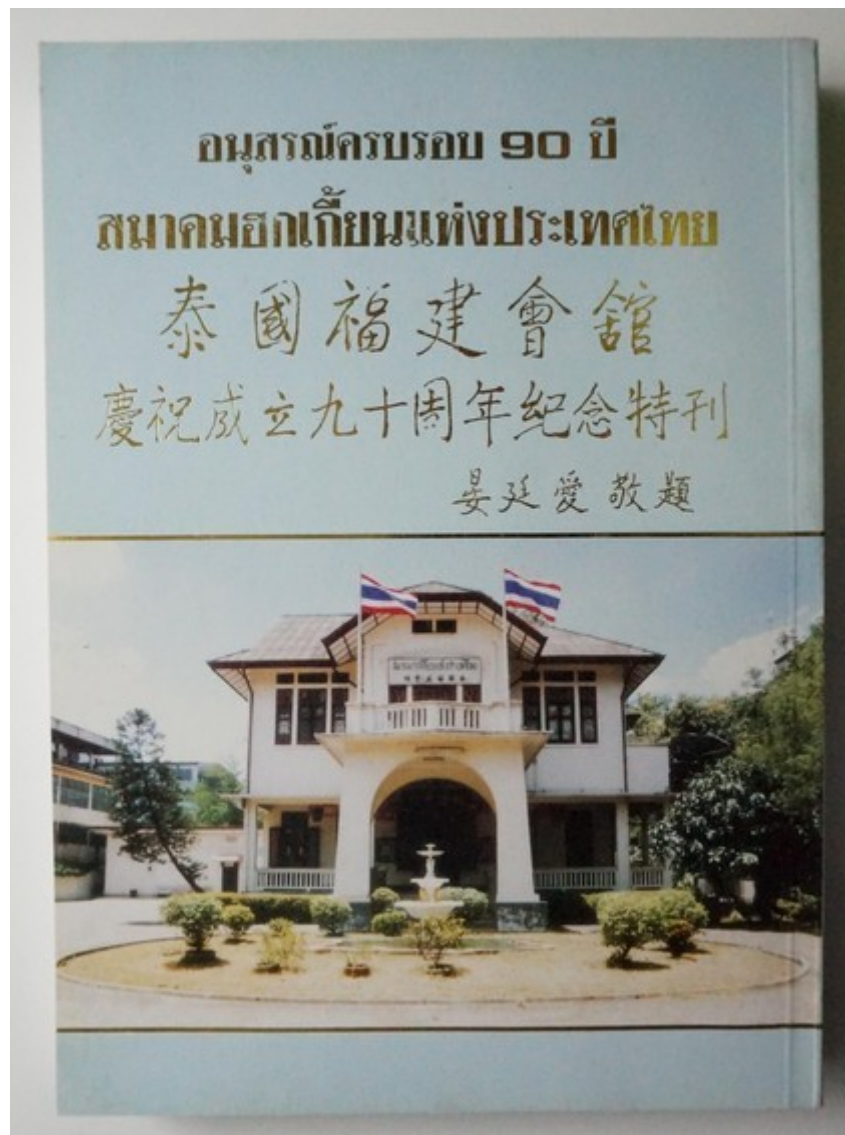 อนุสรณ์ครบรอบ 90 ปี
สมาคมฮกเกี้ยนแห่งประเทศไทย
泰國福建會舘
慶祝成立九十周年紀念特刊
晏廷愛敬題